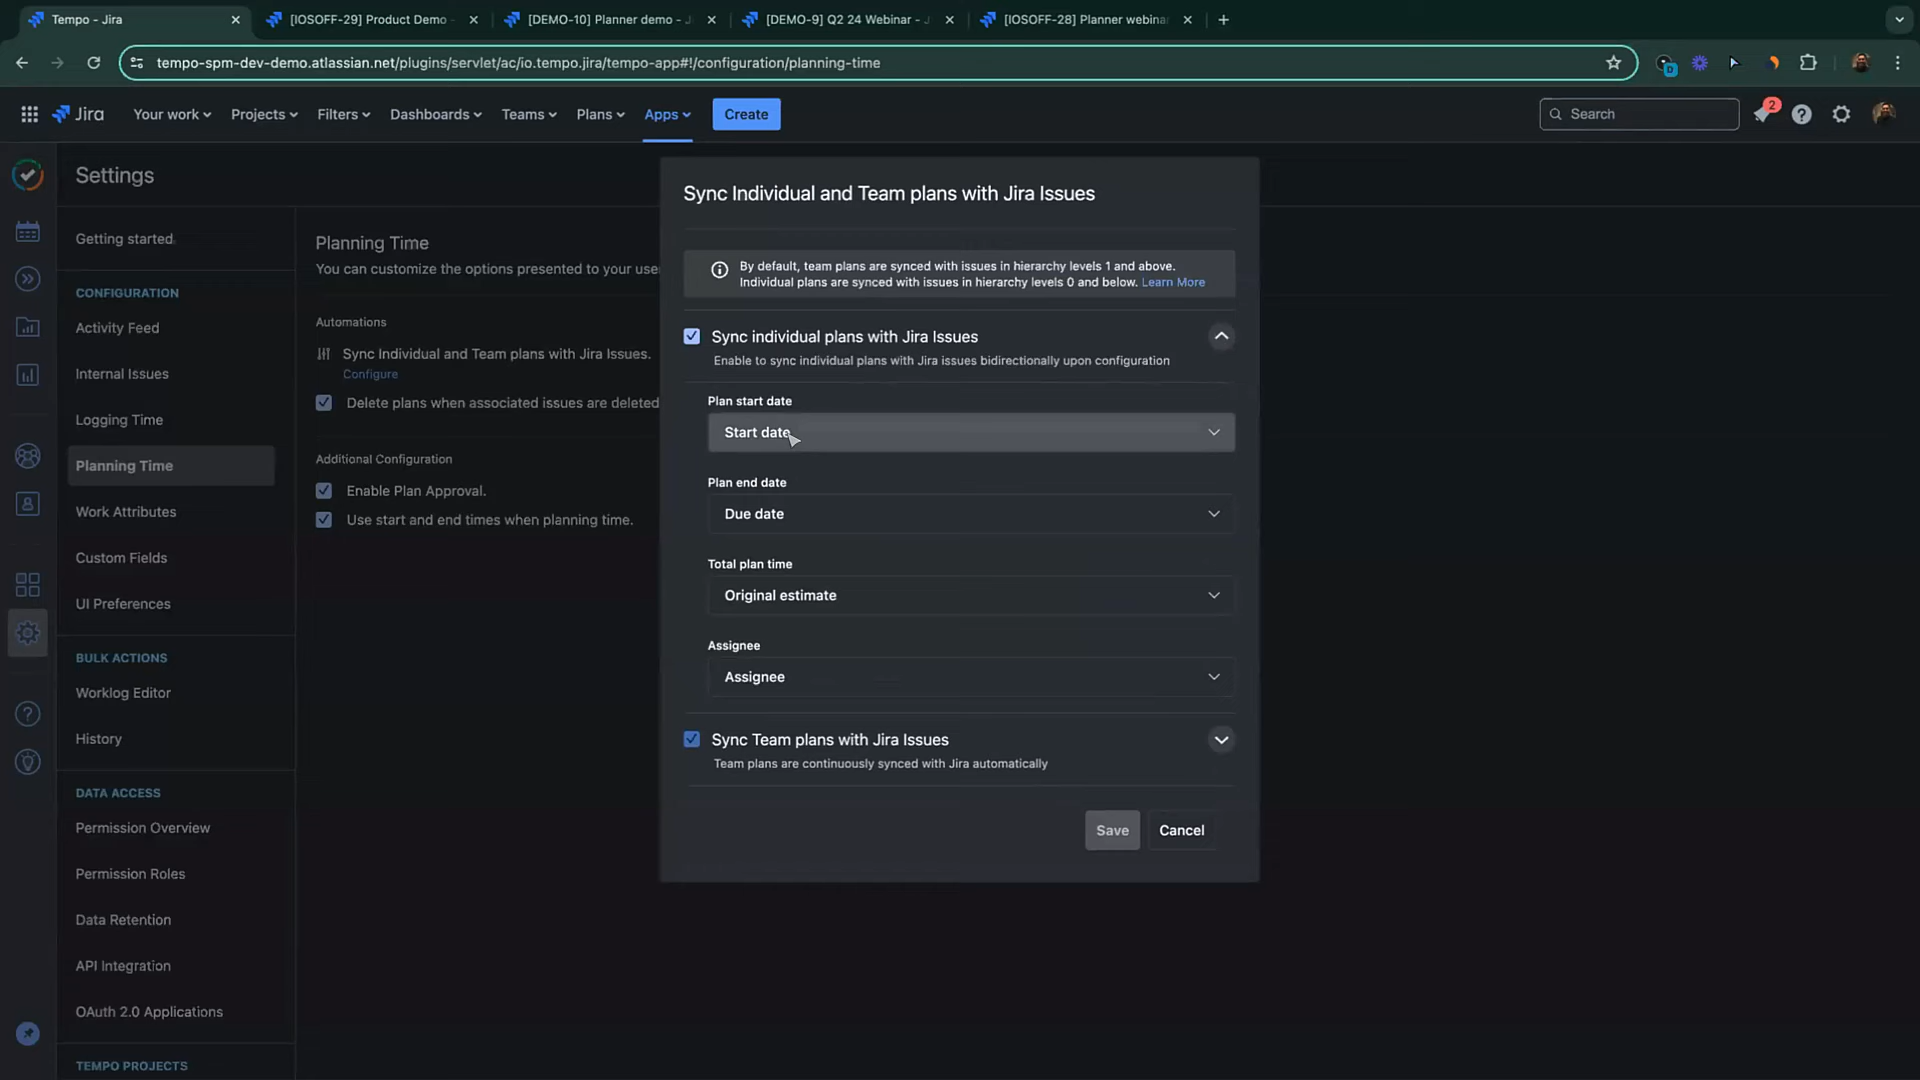 Tempo - Jira
[IOSOFF-29] Product Demo -
[DEMO-10] Planner demo - J
[DEMO-9] Q2 24 Webinar - J
[IOSOFF-28] Planner webinar
tempo-spm-dev-demo.atlassian.net/plugins/servlet/ac/io.tempo.jira/tempo-app#!/configuration/planning-time
Jira
Your work
Projects
Filters
Dashboards
Teams
Plans
Apps
Create
Search
2
Settings
Getting started
CONFIGURATION
Activity Feed
Internal Issues
Logging Time
Planning Time
Work Attributes
Custom Fields
UI Preferences
BULK ACTIONS
Worklog Editor
History
DATA ACCESS
Permission Overview
Permission Roles
Data Retention
API Integration
OAuth 2.0 Applications
TEMPO PROJECTS
Planning Time
You can customize the options presented to your use
Automations
Sync Individual and Team plans with Jira Issues.
Configure
Delete plans when associated issues are deleted
Additional Configuration
Enable Plan Approval.
Use start and end times when planning time.
Sync Individual and Team plans with Jira Issues
By default, team plans are synced with issues in hierarchy levels 1 and above.
Individual plans are synced with issues in hierarchy levels 0 and below. Learn More
Sync individual plans with Jira Issues
Enable to sync individual plans with Jira issues bidirectionally upon configuration
Plan start date
Start date
Plan end date
Due date
Total plan time
Original estimate
Assignee
Assignee
Sync Team plans with Jira Issues
Team plans are continuously synced with Jira automatically
Save
Cancel